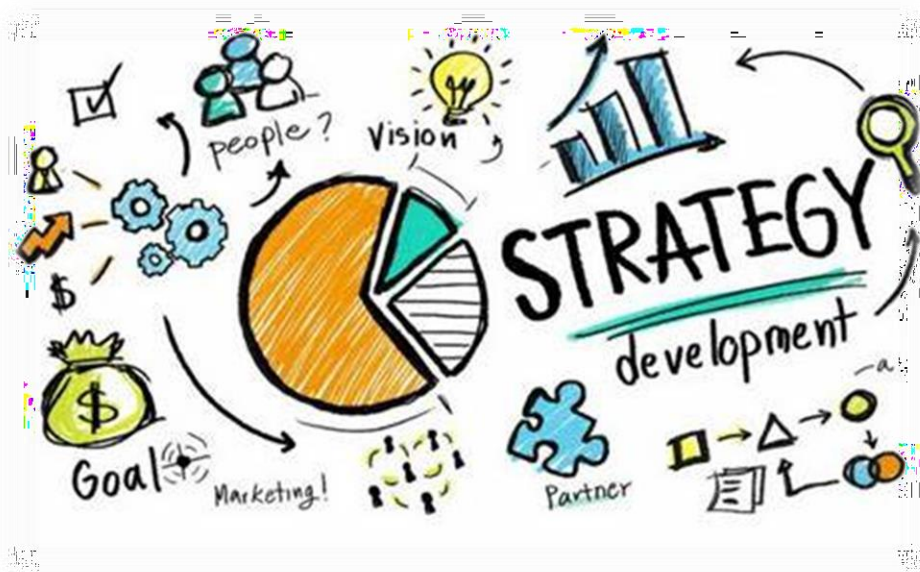 people?
Vision
STRATEGY
development
$
$
Goal
Marketing!
Partner
a